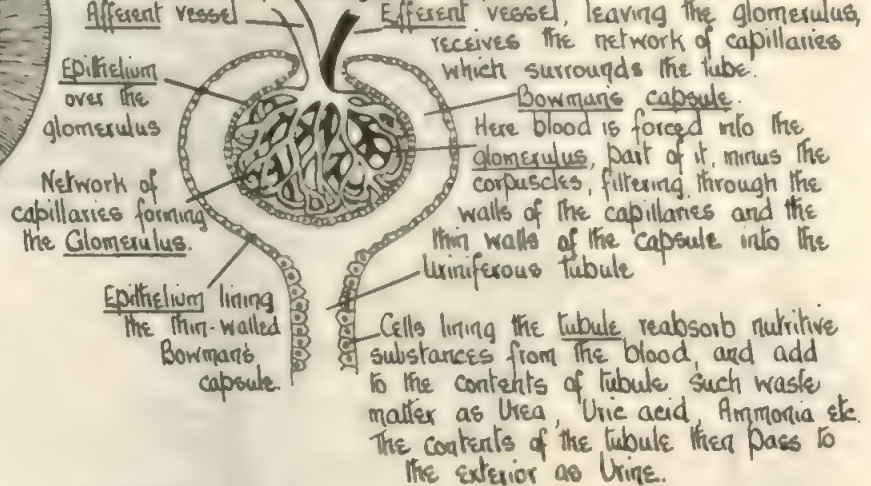 Afferent vessel
Efferent vessel, leaving the glomerulus,
receives the network of capillaries
which surrounds the tube.
Epithelium
over the
glomerulus
Bowman's capsule.
Here blood is forced into the
glomerulus, part of it, minus the
corpuscles, filtering through the
walls of the capillaries and the
thin walls of the capsule into the
Uriniferous tubule
Network of
capillaries forming
the Glomerulus.
Epithelium lining
the thin-walled
Bowman's
capsule.
Cells lining the tubule reabsorb nutritive
substances from the blood, and add
to the contents of tubule such waste
matter as Urea, Uric acid, Ammonia etc.
The contents of the tubule then pass to
the exterior as Urine.